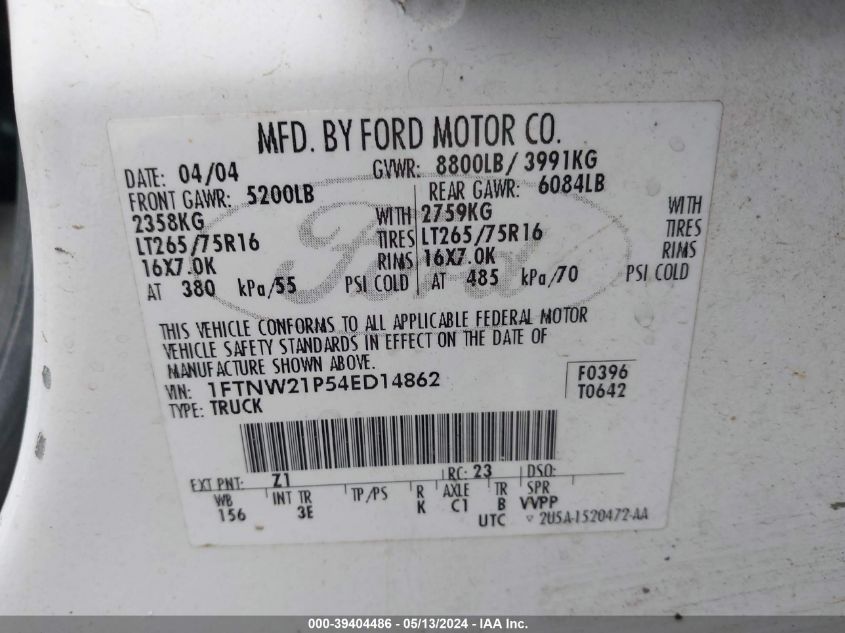 MFD. BY FORD MOTOR CO.
DATE: 04/04 GVWR: 8800LB/ 3991KG
FRONT GAWR: 5200LB REAR GAWR: 6084LB
2358KG WITH 2759KG WITH
LT265/75R16 TIRES LT265/75R16 TIRES
16X7.0K RIMS 16X7.0K RIMS
AT 380 kPa/55 PSI COLD AT 485 kPa/70 PSI COLD
Ford
THIS VEHICLE CONFORMS TO ALL APPLICABLE FEDERAL MOTOR
VEHICLE SAFETY STANDARDS IN EFFECT ON THE DATE OF
MANUFACTURE SHOWN ABOVE.
VIN: 1FTNW21P54ED14862 F0396
TYPE: TRUCK T0642
EXT PNT: Z1 RC: 23 DSO:
WB INT TR TP/PS R AXLE TR SPR
156 3E K C1 B VVPP
UTC 2U5A-1520472-AA
000-39404486 - 05/13/2024 - IAA Inc.